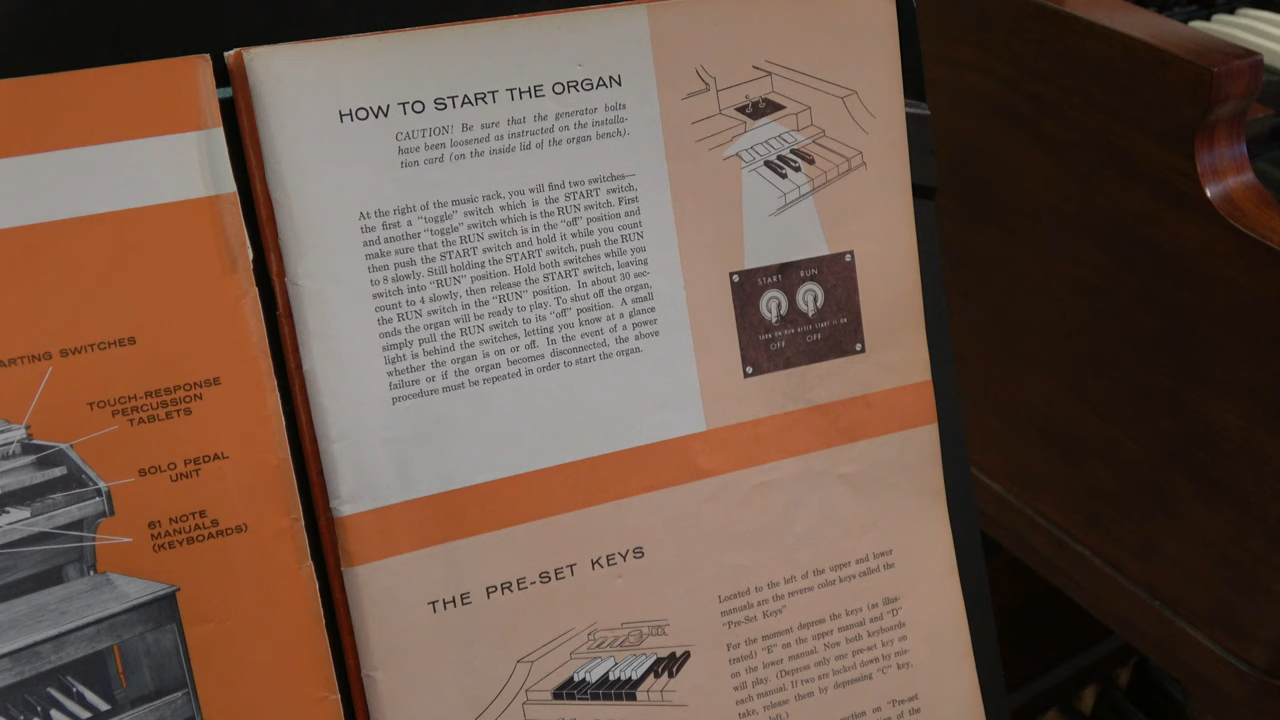 ARTING SWITCHES
TOUCH-RESPONSE
PERCUSSION
TABLETS
SOLO PEDAL
UNIT
61 NOTE
MANUALS
(KEYBOARDS)
HOW TO START THE ORGAN
CAUTION! Be sure that the generator bolts
have been loosened as instructed on the installa-
tion card (on the inside lid of the organ bench).
At the right of the music rack, you will find two switches—
the first a "toggle" switch which is the START switch,
and another "toggle" switch which is the RUN switch. First
make sure that the RUN switch is in the "off" position and
then push the START switch and hold it while you count
to 8 slowly. Still holding the START switch, push the RUN
switch into "RUN" position. Hold both switches while you
count to 4 slowly, then release the START switch, leaving
the RUN switch in the "RUN" position. In about 30 sec-
onds the organ will be ready to play. To shut off the organ,
simply pull the RUN switch to its "off" position. A small
light is behind the switches, letting you know at a glance
whether the organ is on or off. In the event of a power
failure or if the organ becomes disconnected, the above
procedure must be repeated in order to start the organ.
START RUN
TURN ON RUN AFTER START IS ON
OFF OFF
THE PRE-SET KEYS
Located to the left of the upper and lower
manuals are the reverse color keys called the
"Pre-Set Keys"
For the moment depress the keys (as illus-
trated) "E" on the upper manual and "D"
on the lower manual. Now both keyboards
will play. (Depress only one pre-set key on
each manual. If two are locked down by mis-
take, release them by depressing "C" key,
left.)
section on "Pre-set
of the